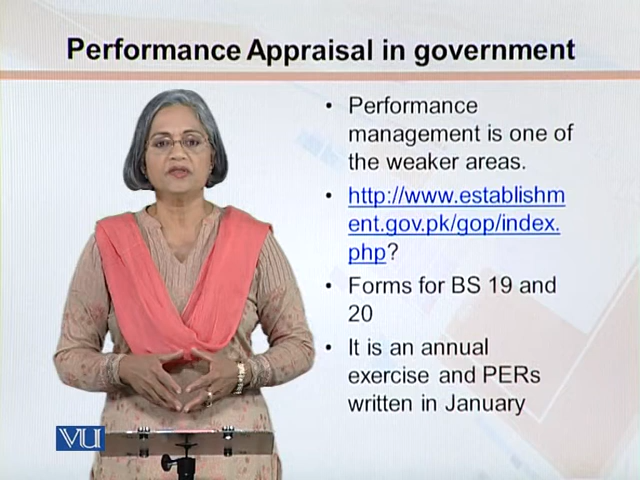 Performance Appraisal in government
• Performance
management is one of
the weaker areas.
• http://www.establishm
ent.gov.pk/gop/index.
php?
• Forms for BS 19 and
20
• It is an annual
exercise and PERs
written in January
VU